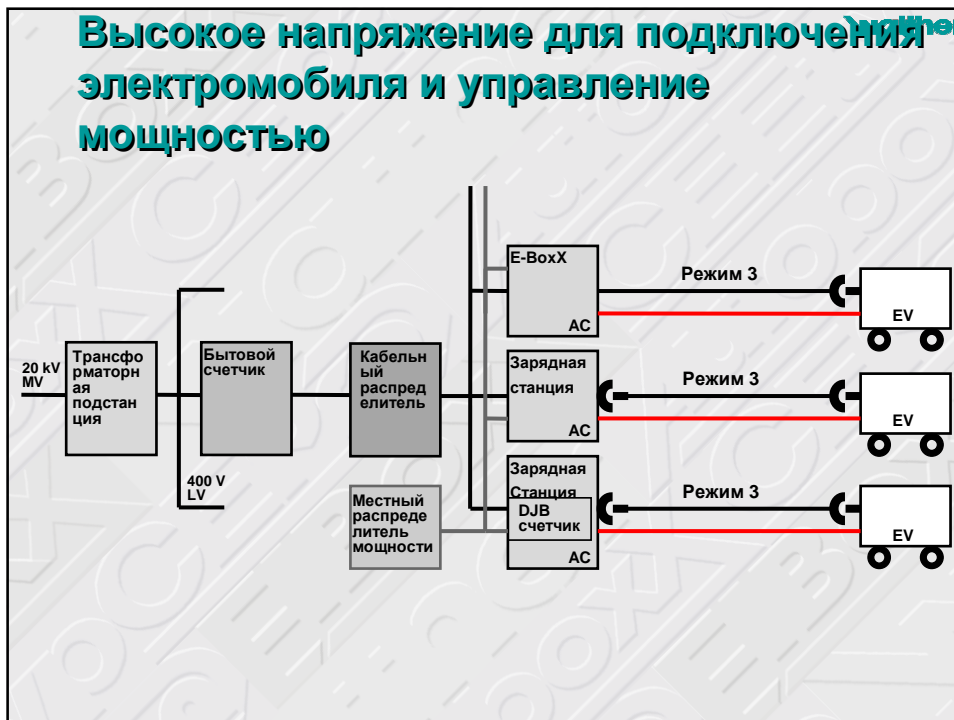 Высокое напряжение для подключения
электромобиля и управление
мощностью
E-BoxX
AC
Режим 3
EV
20 kV
MV
Трансфо
рматорн
ая
подстан
ция
Бытовой
счетчик
Кабельн
ый
распред
елитель
Зарядная
станция
AC
Режим 3
EV
400 V
LV
Местный
распреде
литель
мощности
Зарядная
Станция
DJB
счетчик
AC
Режим 3
EV